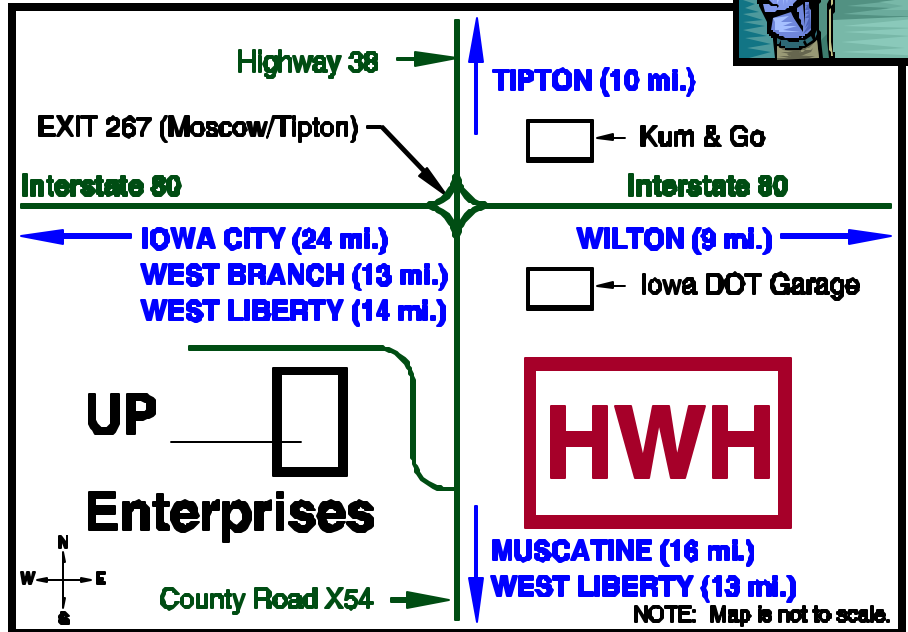 Highway 38
TIPTON (10 mi.)
EXIT 267 (Moscow/Tipton)
Kum & Go
Interstate 80
Interstate 80
IOWA CITY (24 mi.)
WILTON (9 mi.)
WEST BRANCH (13 mi.)
Iowa DOT Garage
WEST LIBERTY (14 mi.)
UP
Enterprises
HWH
N
W E
S
MUSCATINE (16 mi.)
WEST LIBERTY (13 mi.)
County Road X54
NOTE: Map is not to scale.